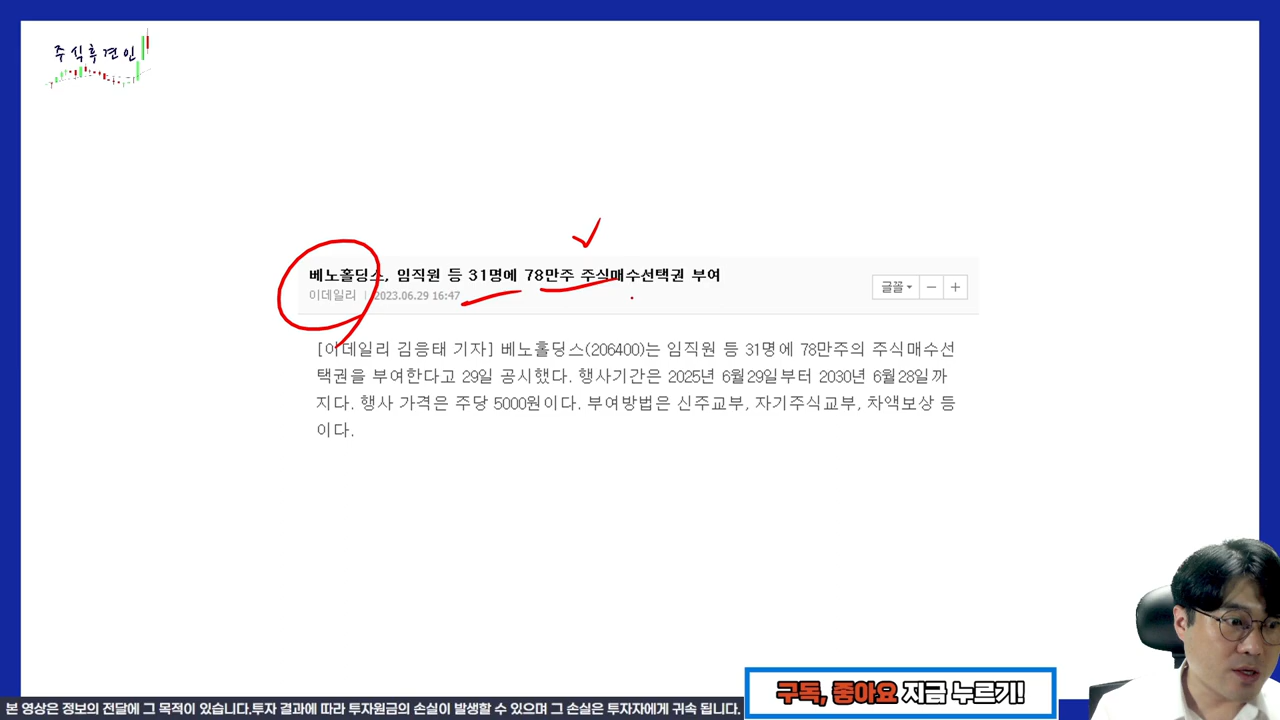 주식후견인
베노홀딩스, 임직원 등 31명에 78만주 주식매수선택권 부여
이데일리 | 2023.06.29 16:47
글꼴 - +
[이데일리 김응태 기자] 베노홀딩스(206400)는 임직원 등 31명에 78만주의 주식매수선
택권을 부여한다고 29일 공시했다. 행사기간은 2025년 6월29일부터 2030년 6월28일까
지다. 행사 가격은 주당 5000원이다. 부여방법은 신주교부, 자기주식교부, 차액보상 등
이다.
구독, 좋아요 지금 누르기!
본 영상은 정보의 전달에 그 목적이 있습니다.투자 결과에 따라 투자원금의 손실이 발생할 수 있으며 그 손실은 투자자에게 귀속 됩니다.